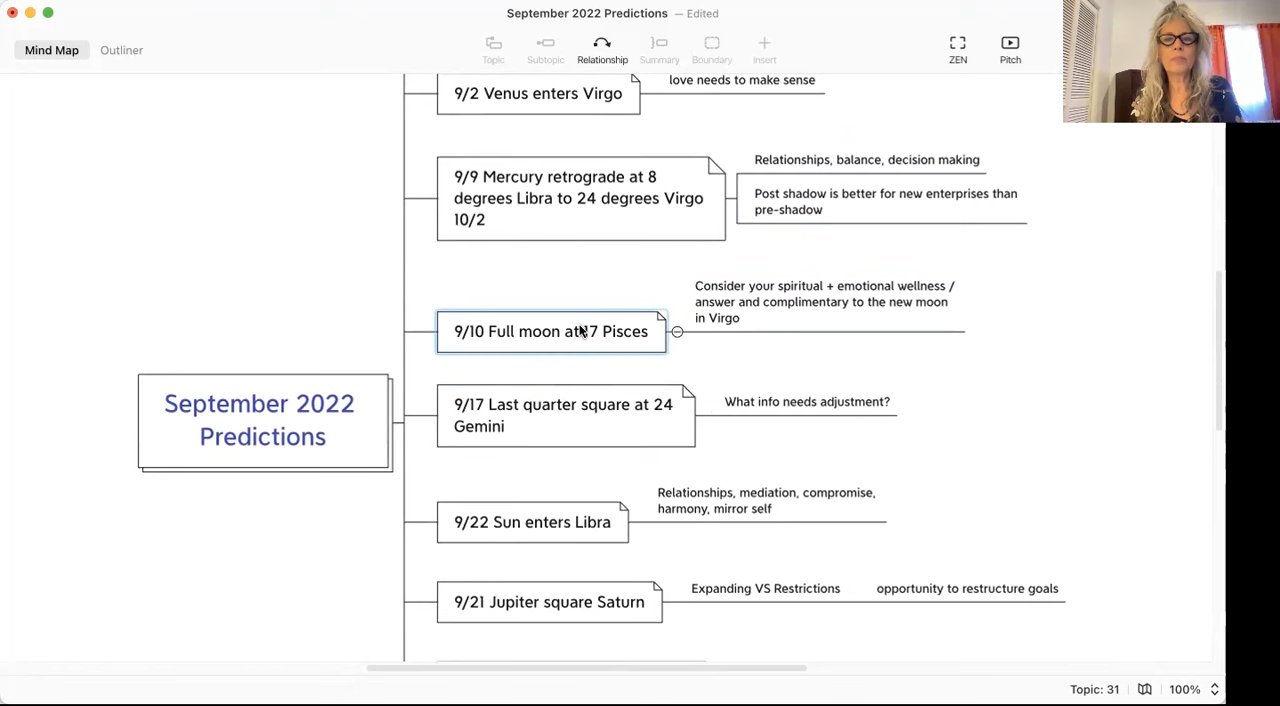 September 2022 Predictions — Edited
Mind Map
Outliner
Topic
Subtopic
Relationship
Summary
Boundary
Insert
ZEN
Pitch
9/2 Venus enters Virgo
love needs to make sense
9/9 Mercury retrograde at 8
degrees Libra to 24 degrees Virgo
10/2
Relationships, balance, decision making
Post shadow is better for new enterprises than
pre-shadow
9/10 Full moon at 17 Pisces
Consider your spiritual + emotional wellness /
answer and complimentary to the new moon
in Virgo
September 2022
Predictions
9/17 Last quarter square at 24
Gemini
What info needs adjustment?
9/22 Sun enters Libra
Relationships, mediation, compromise,
harmony, mirror self
9/21 Jupiter square Saturn
Expanding VS Restrictions
opportunity to restructure goals
Topic: 31
100%